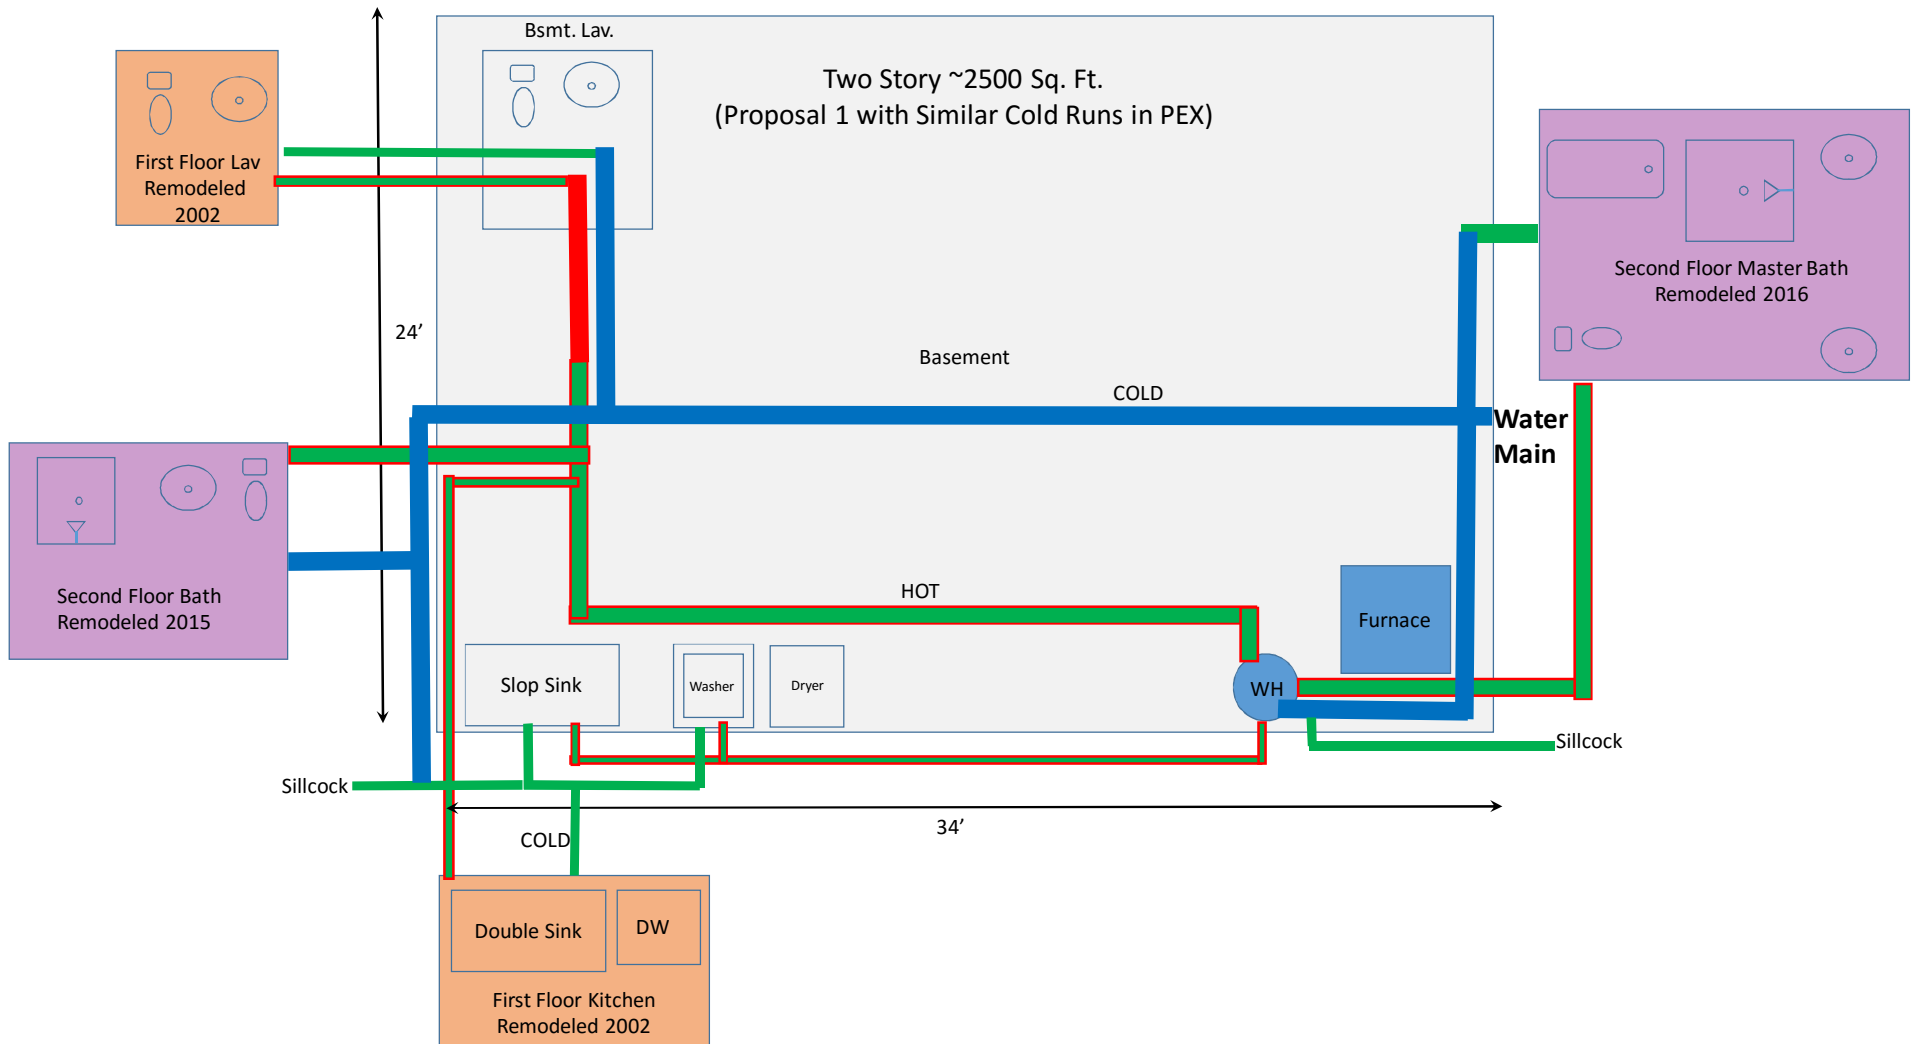 Bsmt. Lav.
Two Story ~2500 Sq. Ft.
(Proposal 1 with Similar Cold Runs in PEX)
First Floor Lav
Remodeled
2002
Second Floor Master Bath
Remodeled 2016
24’
Basement
COLD
Water
Main
HOT
Second Floor Bath
Remodeled 2015
Furnace
Slop Sink
Washer
Dryer
WH
Sillcock
Sillcock
34’
COLD
Double Sink
DW
First Floor Kitchen
Remodeled 2002